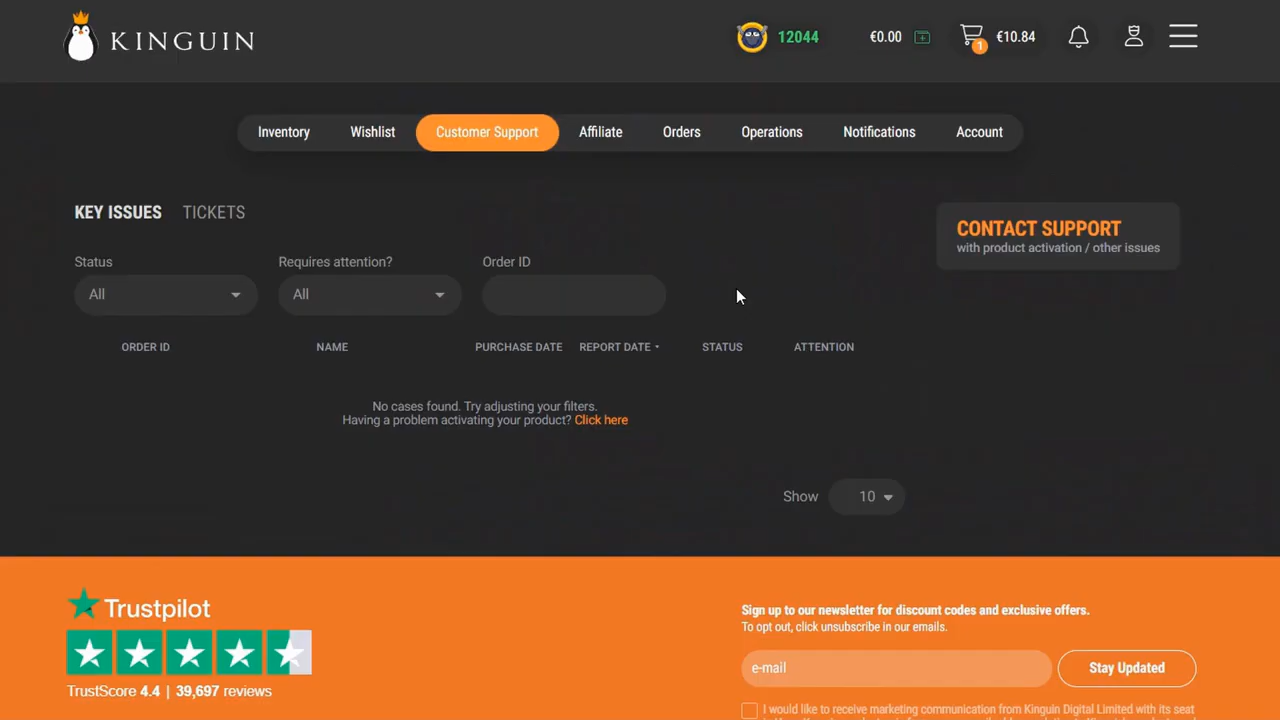 KINGUIN
12044
€0.00
1
€10.84
Inventory
Wishlist
Customer Support
Affiliate
Orders
Operations
Notifications
Account
KEY ISSUES
TICKETS
CONTACT SUPPORT
with product activation / other issues
Status
Requires attention?
Order ID
All
All
ORDER ID
NAME
PURCHASE DATE
REPORT DATE
STATUS
ATTENTION
No cases found. Try adjusting your filters.
Having a problem activating your product? Click here
Show
10
Trustpilot
TrustScore 4.4 | 39,697 reviews
Sign up to our newsletter for discount codes and exclusive offers.
To opt out, click unsubscribe in our emails.
e-mail
Stay Updated
I would like to receive marketing communication from Kinguin Digital Limited with its seat